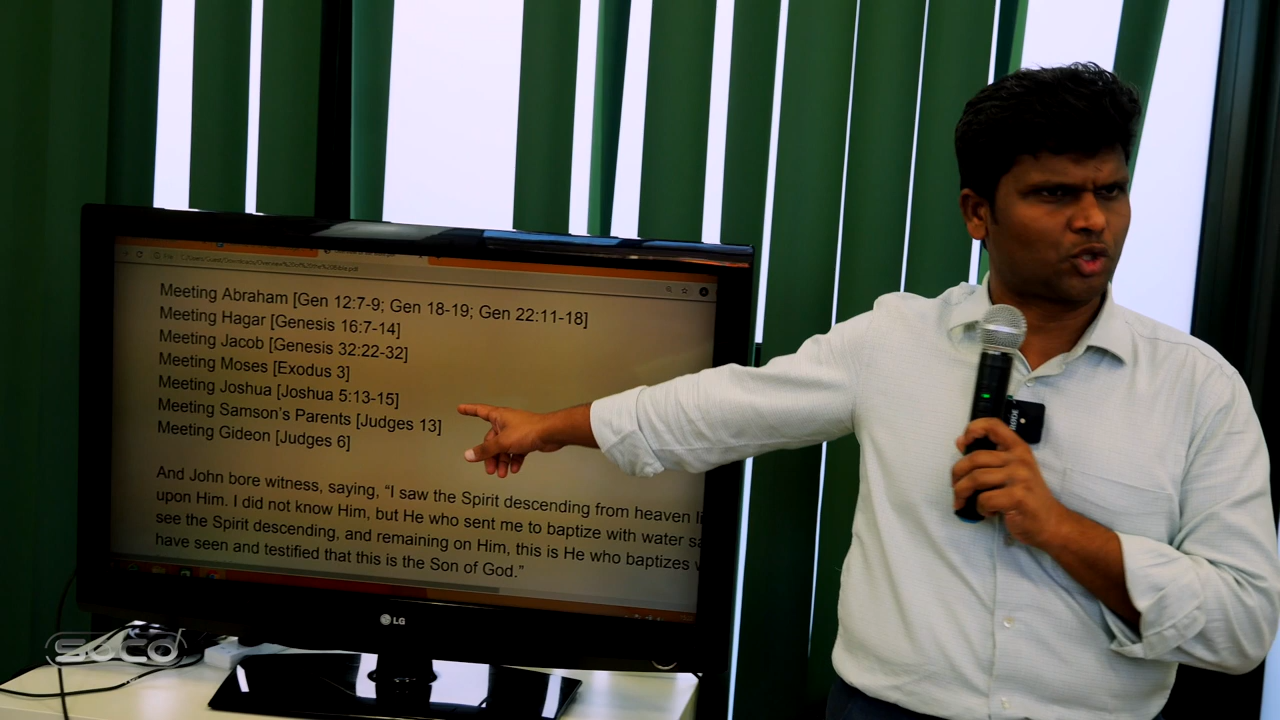 Meeting Abraham [Gen 12:7-9; Gen 18-19; Gen 22:11-18]
Meeting Hagar [Genesis 16:7-14]
Meeting Jacob [Genesis 32:22-32]
Meeting Moses [Exodus 3]
Meeting Joshua [Joshua 5:13-15]
Meeting Samson's Parents [Judges 13]
Meeting Gideon [Judges 6]
And John bore witness, saying, “I saw the Spirit descending from heaven
upon Him. I did not know Him, but He who sent me to baptize with water
see the Spirit descending, and remaining on Him, this is He who baptizes
have seen and testified that this is the Son of God.”
LG
RODE
SOCO